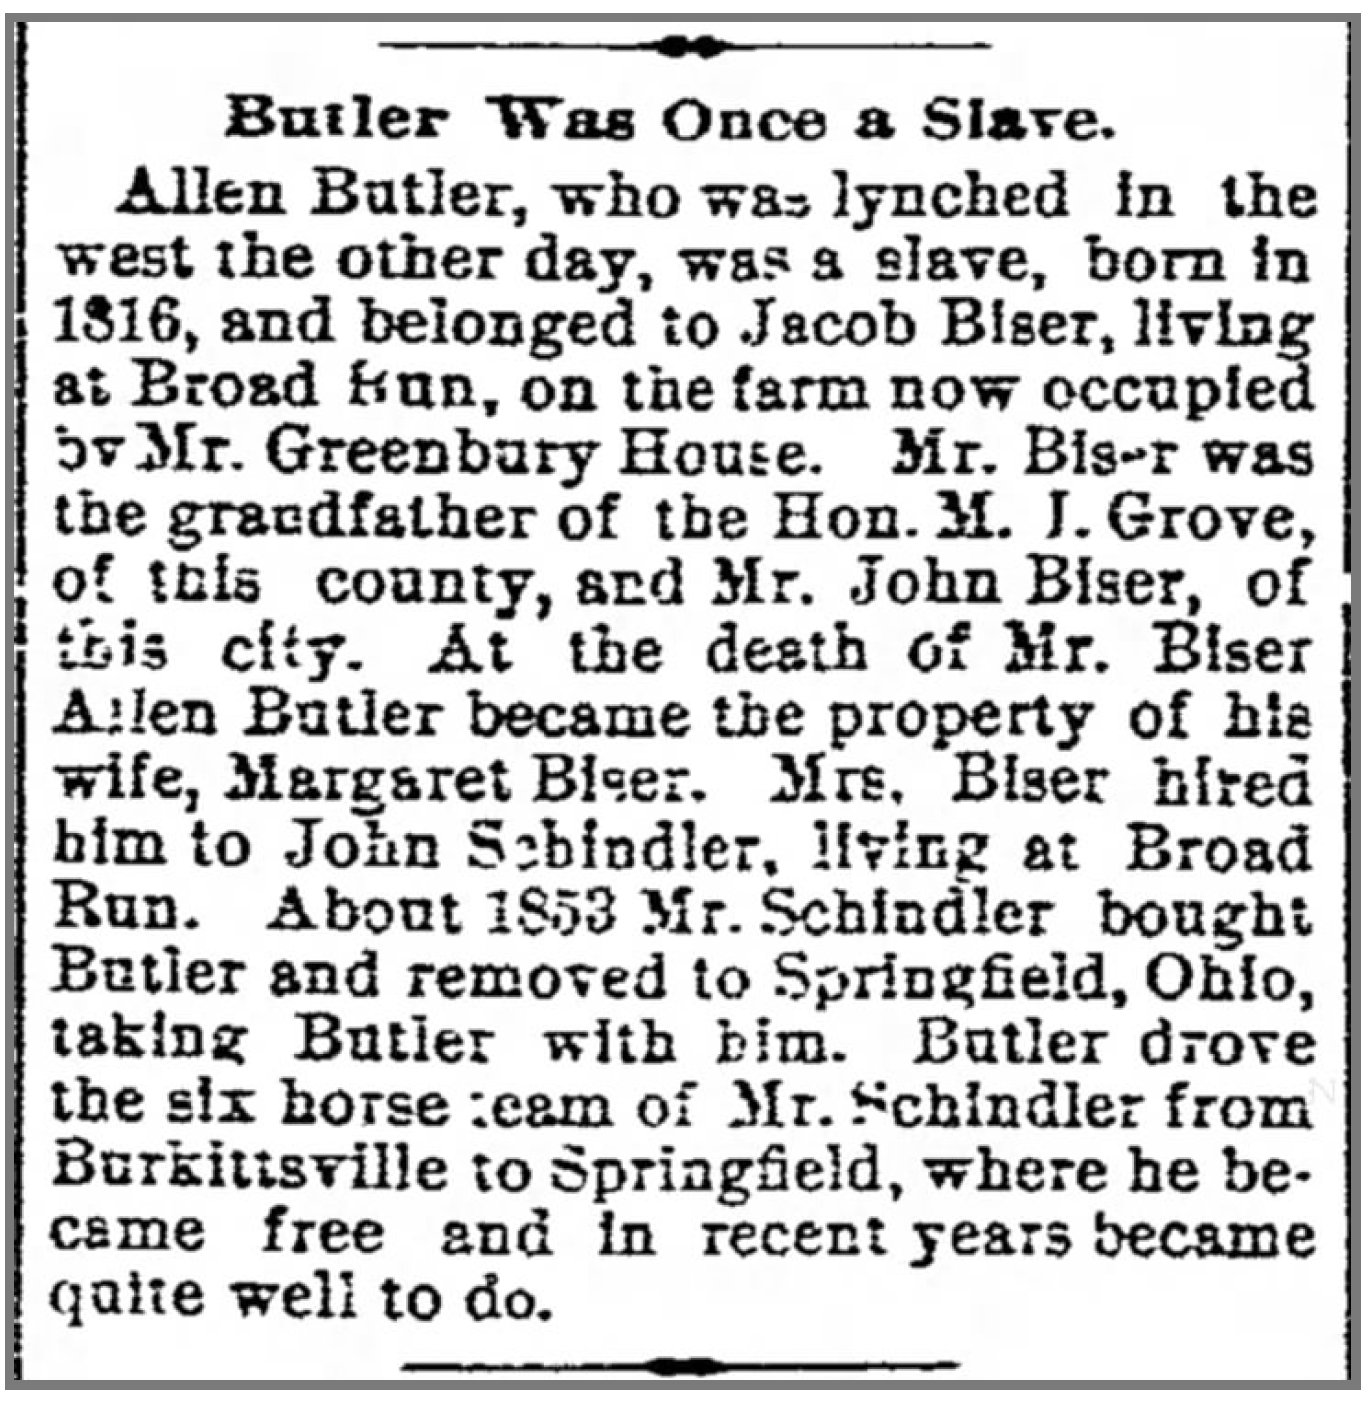 Butler Was Once a Slave.
Allen Butler, who was lynched in the
west the other day, was a slave, born in
1816, and belonged to Jacob Biser, living
at Broad Run, on the farm now occupied
by Mr. Greenbury House. Mr. Biser was
the grandfather of the Hon. M. J. Grove,
of this county, and Mr. John Biser, of
this city. At the death of Mr. Biser
Allen Butler became the property of his
wife, Margaret Biser. Mrs. Biser hired
him to John Schindler, living at Broad
Run. About 1853 Mr. Schindler bought
Butler and removed to Springfield, Ohio,
taking Butler with him. Butler drove
the six horse team of Mr. Schindler from
Burkittsville to Springfield, where he be-
came free and in recent years became
quite well to do.